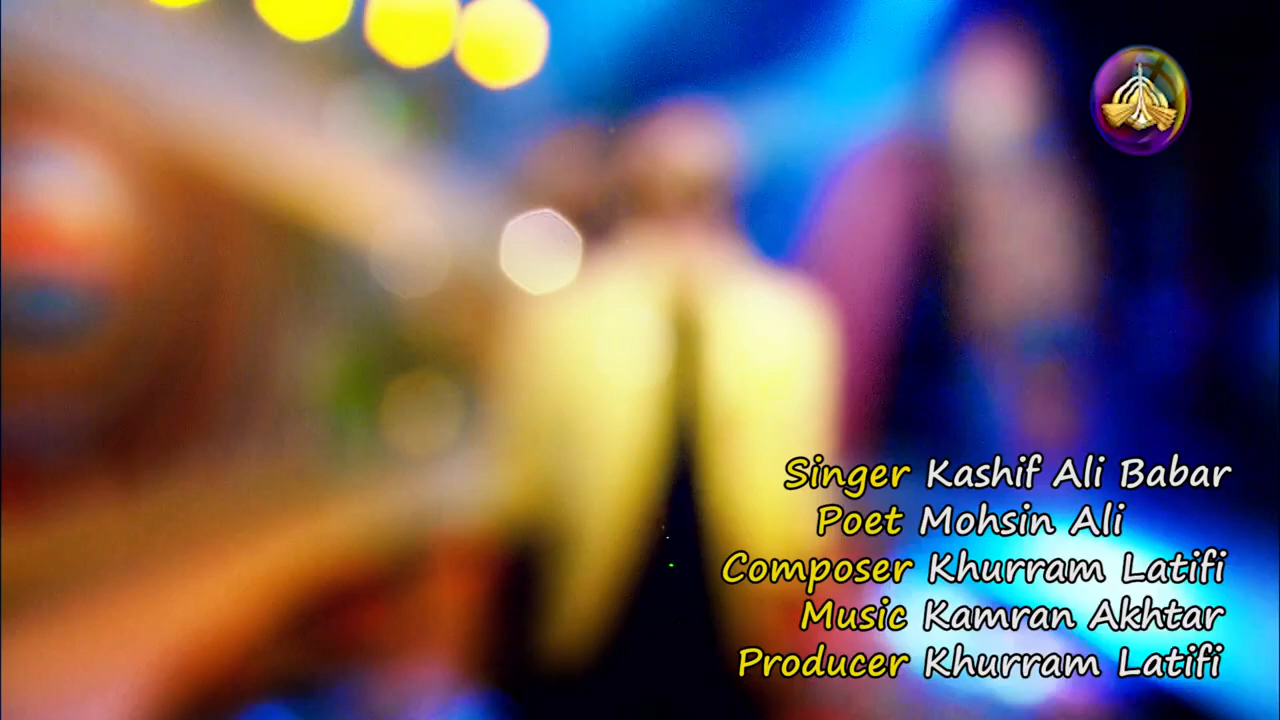 Singer Kashif Ali Babar
Poet Mohsin Ali
Composer Khurram Latifi
Music Kamran Akhtar
Producer Khurram Latifi